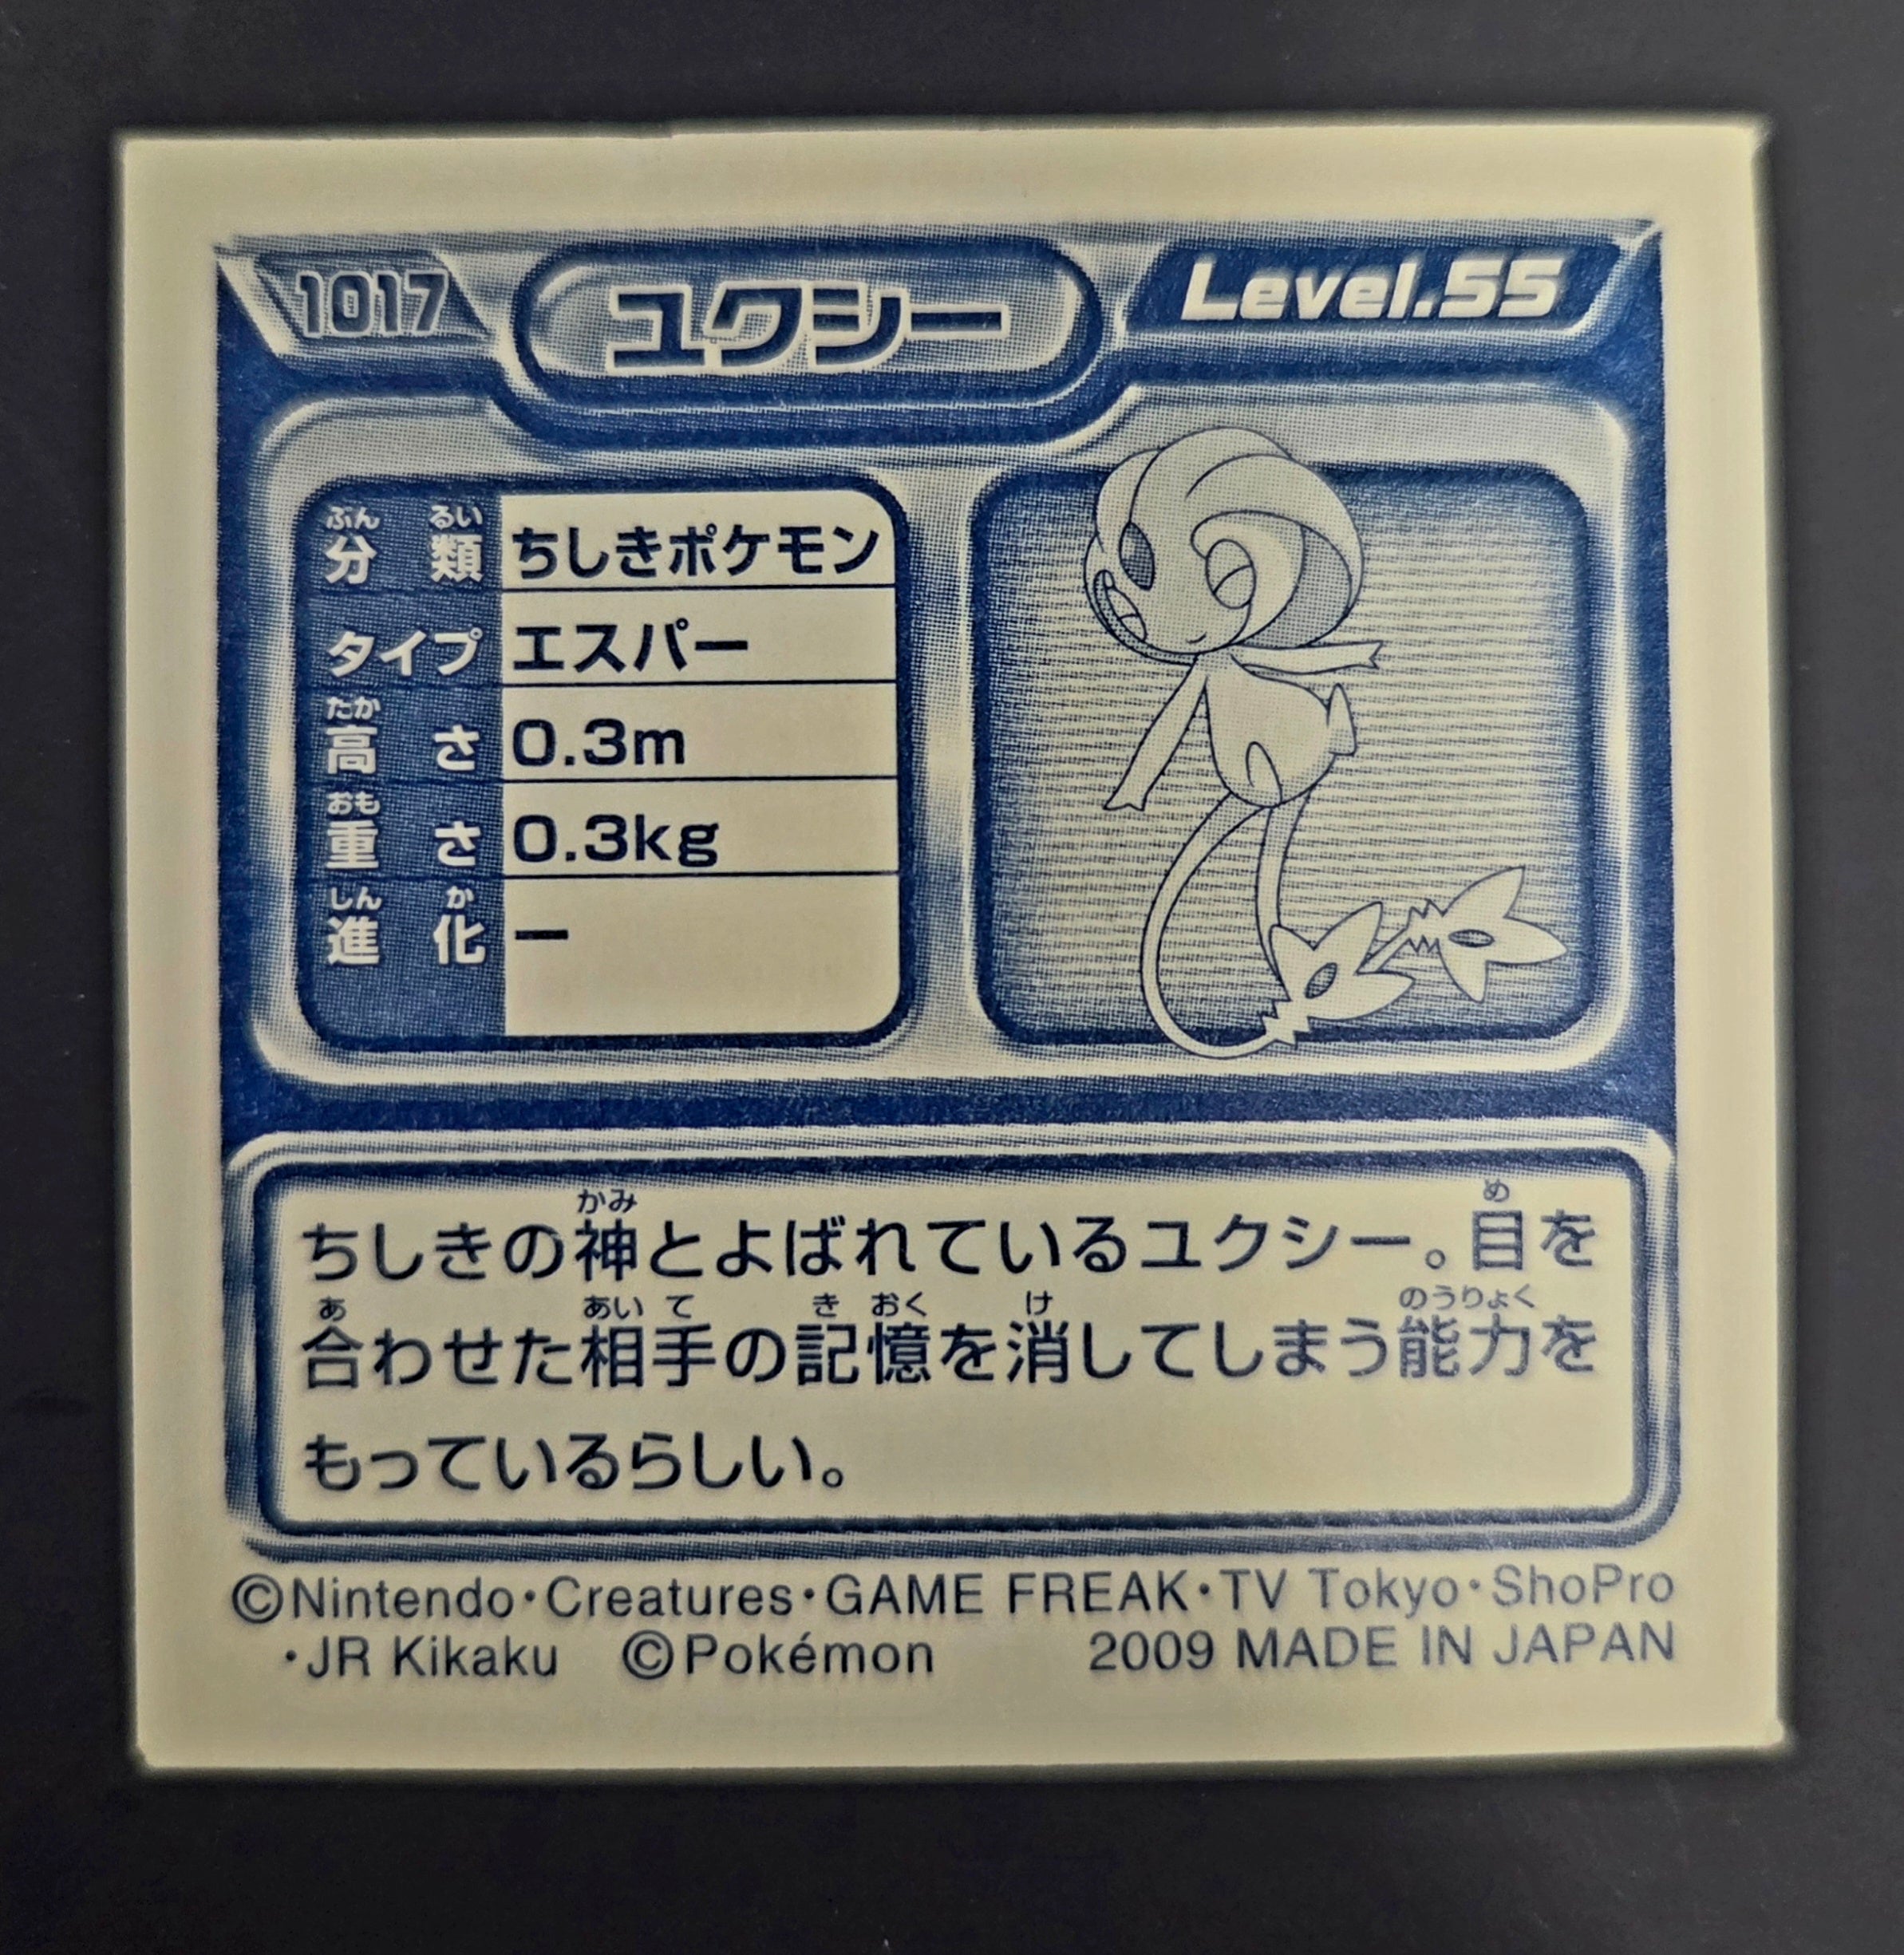 1017 ユクシー Level.55
ぶん るい
分類 ちしきポケモン
タイプ エスパー
たか
高さ 0.3m
おも
重さ 0.3kg
しん か
進化 ー
かみ め
ちしきの神とよばれているユクシー。目を
あ あい て き おく け のうりょく
合わせた相手の記憶を消してしまう能力を
もっているらしい。
©Nintendo・Creatures・GAME FREAK・TV Tokyo・ShoPro
・JR Kikaku ©Pokémon 2009 MADE IN JAPAN